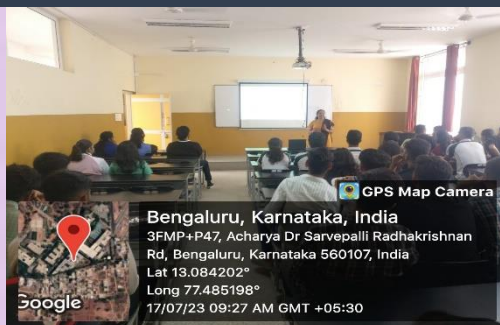 GPS Map Camera
Bengaluru, Karnataka, India
3FMP+P47, Acharya Dr Sarvepalli Radhakrishnan
Rd, Bengaluru, Karnataka 560107, India
Lat 13.084202°
Long 77.485198°
17/07/23 09:27 AM GMT +05:30
Google